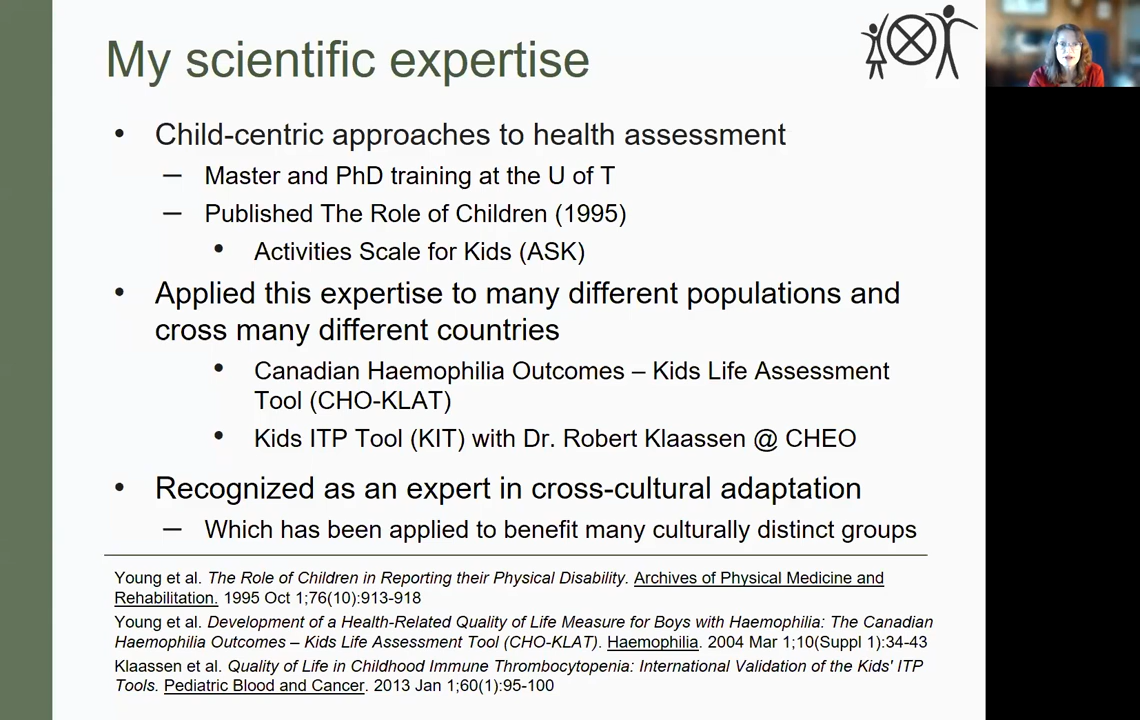 My scientific expertise
• Child-centric approaches to health assessment
– Master and PhD training at the U of T
– Published The Role of Children (1995)
• Activities Scale for Kids (ASK)
• Applied this expertise to many different populations and
cross many different countries
• Canadian Haemophilia Outcomes – Kids Life Assessment
Tool (CHO-KLAT)
• Kids ITP Tool (KIT) with Dr. Robert Klaassen @ CHEO
• Recognized as an expert in cross-cultural adaptation
– Which has been applied to benefit many culturally distinct groups
Young et al. The Role of Children in Reporting their Physical Disability. Archives of Physical Medicine and
Rehabilitation. 1995 Oct 1;76(10):913-918
Young et al. Development of a Health-Related Quality of Life Measure for Boys with Haemophilia: The Canadian
Haemophilia Outcomes – Kids Life Assessment Tool (CHO-KLAT). Haemophilia. 2004 Mar 1;10(Suppl 1):34-43
Klaassen et al. Quality of Life in Childhood Immune Thrombocytopenia: International Validation of the Kids' ITP
Tools. Pediatric Blood and Cancer. 2013 Jan 1;60(1):95-100